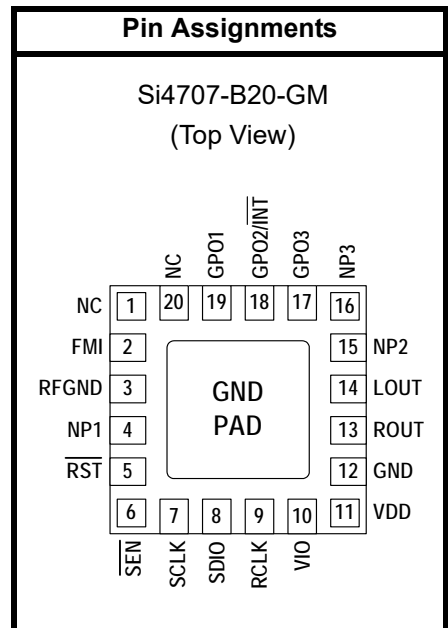 Pin Assignments
Si4707-B20-GM
(Top View)
NC GPO1 GPO2/INT GPO3 NP3
20 19 18 17 16
NC 1
FMI 2
RFGND 3
NP1 4
RST 5
GND
PAD
15 NP2
14 LOUT
13 ROUT
12 GND
11 VDD
6 7 8 9 10
SEN SCLK SDIO RCLK VIO